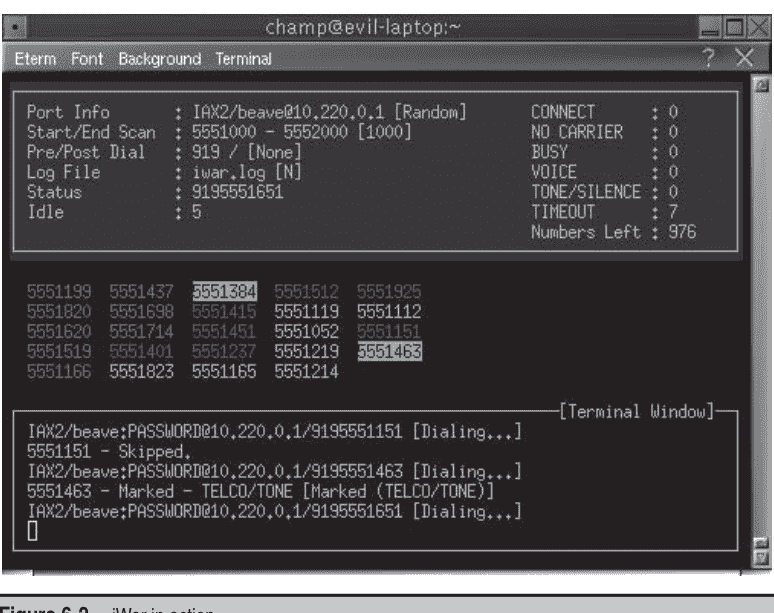 champ@evil-laptop:~
Eterm Font Background Terminal ?
Port Info : IAX2/beave@10.220.0.1 [Random] CONNECT : 0
Start/End Scan : 5551000 - 5552000 [1000] NO CARRIER : 0
Pre/Post Dial : 919 / [None] BUSY : 0
Log File : iwar.log [N] VOICE : 0
Status : 9195551651 TONE/SILENCE : 0
Idle : 5 TIMEOUT : 7
Numbers Left : 976
5551199 5551437 5551384 5551512 5551925
5551820 5551698 5551415 5551119 5551112
5551620 5551714 5551451 5551052 5551151
5551519 5551401 5551237 5551219 5551463
5551166 5551823 5551165 5551214
[Terminal Window]
IAX2/beave:PASSWORD@10.220.0.1/9195551151 [Dialing...]
5551151 - Skipped.
IAX2/beave:PASSWORD@10.220.0.1/9195551463 [Dialing...]
5551463 - Marked - TELCO/TONE [Marked (TELCO/TONE)]
IAX2/beave:PASSWORD@10.220.0.1/9195551651 [Dialing...]